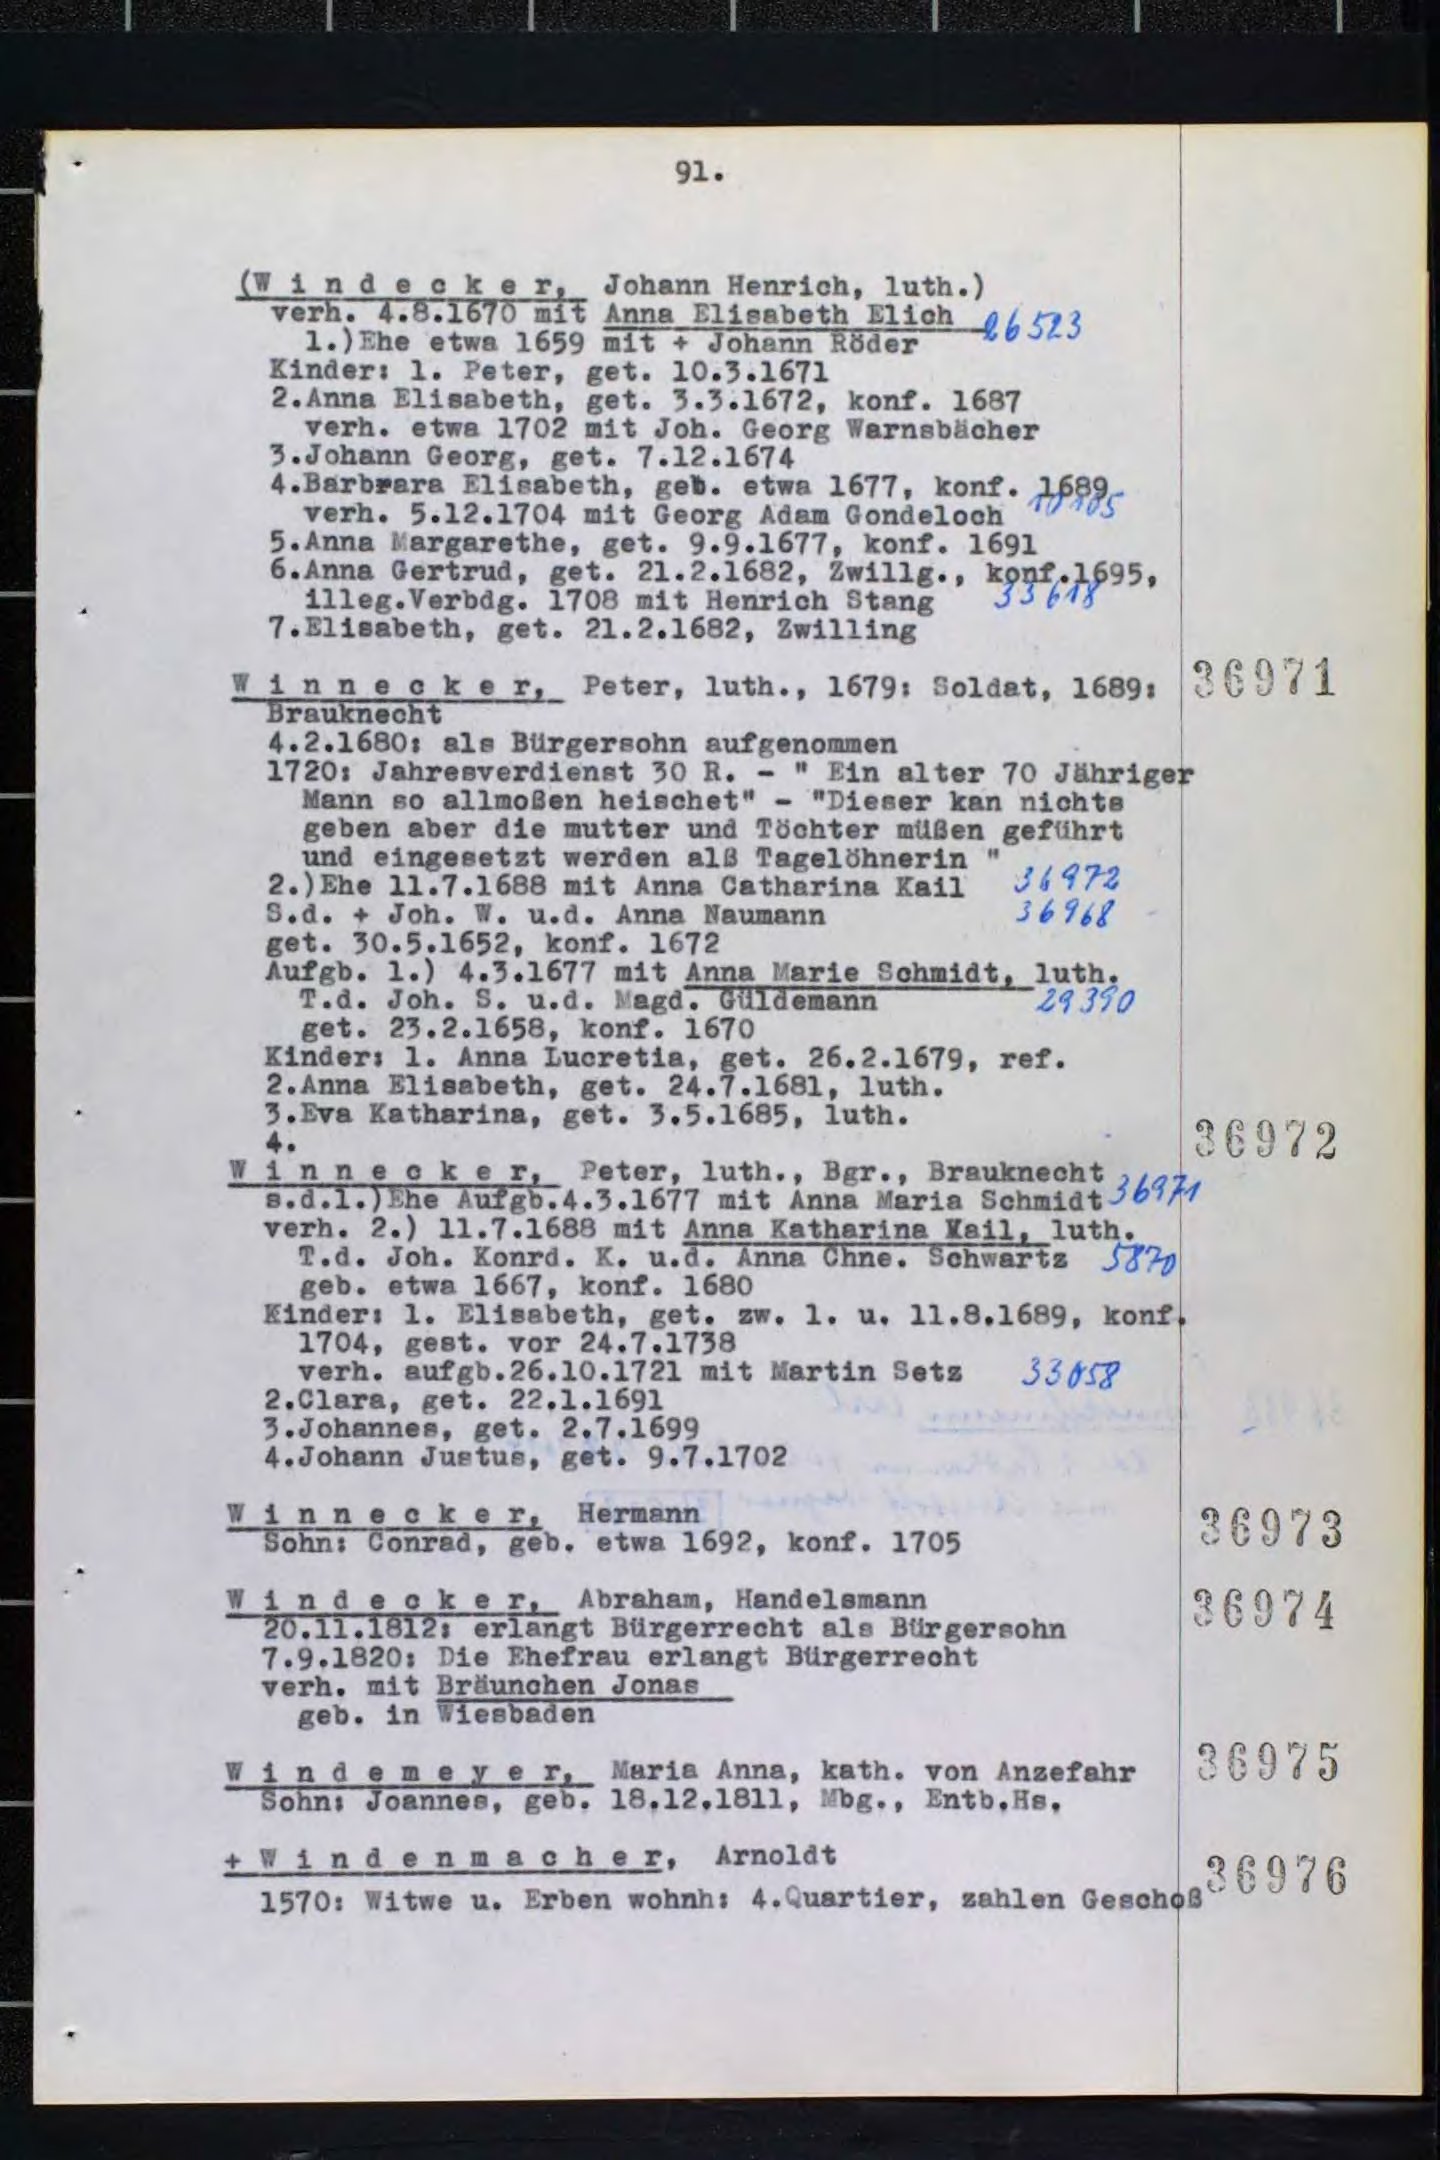 91.
(W i n d e c k e r, Johann Henrich, luth.)
verh. 4.8.1670 mit Anna Elisabeth Elich 26523
1.)Ehe etwa 1659 mit + Johann Röder
Kinder: 1. Peter, get. 10.3.1671
2.Anna Elisabeth, get. 3.3.1672, konf. 1687
verh. etwa 1702 mit Joh. Georg Warnsbächer
3.Johann Georg, get. 7.12.1674
4.Barbrara Elisabeth, geb. etwa 1677, konf. 1689
verh. 5.12.1704 mit Georg Adam Gondeloch 10105
5.Anna Margarethe, get. 9.9.1677, konf. 1691
6.Anna Gertrud, get. 21.2.1682, Zwillg., konf.1695,
illeg.Verbdg. 1708 mit Henrich Stang 33618
7.Elisabeth, get. 21.2.1682, Zwilling
W i n n e c k e r, Peter, luth., 1679: Soldat, 1689: 36971
Brauknecht
4.2.1680: als Bürgersohn aufgenommen
1720: Jahresverdienst 30 R. - " Ein alter 70 Jähriger
Mann so allmoßen heischet" - "Dieser kan nichts
geben aber die mutter und Töchter müßen geführt
und eingesetzt werden alß Tagelöhnerin "
2.)Ehe 11.7.1688 mit Anna Catharina Kail 36972
S.d. + Joh. W. u.d. Anna Naumann 36968
get. 30.5.1652, konf. 1672
Aufgb. 1.) 4.3.1677 mit Anna Marie Schmidt, luth.
T.d. Joh. S. u.d. Magd. Güldemann 29390
get. 23.2.1658, konf. 1670
Kinder: 1. Anna Lucretia, get. 26.2.1679, ref.
2.Anna Elisabeth, get. 24.7.1681, luth.
3.Eva Katharina, get. 3.5.1685, luth.
4. 36972
W i n n e c k e r, Peter, luth., Bgr., Brauknecht
s.d.1.)Ehe Aufgb.4.3.1677 mit Anna Maria Schmidt 36971
verh. 2.) 11.7.1688 mit Anna Katharina Kail, luth.
T.d. Joh. Konrd. K. u.d. Anna Chne. Schwartz 5870
geb. etwa 1667, konf. 1680
Kinder: 1. Elisabeth, get. zw. 1. u. 11.8.1689, konf.
1704, gest. vor 24.7.1738
verh. aufgb.26.10.1721 mit Martin Setz 33058
2.Clara, get. 22.1.1691
3.Johannes, get. 2.7.1699
4.Johann Justus, get. 9.7.1702
W i n n e c k e r, Hermann 36973
Sohn: Conrad, geb. etwa 1692, konf. 1705
W i n d e c k e r, Abraham, Handelsmann 36974
20.11.1812: erlangt Bürgerrecht als Bürgersohn
7.9.1820: Die Ehefrau erlangt Bürgerrecht
verh. mit Bräunchen Jonas
geb. in Wiesbaden
W i n d e m e y e r, Maria Anna, kath. von Anzefahr 36975
Sohn: Joannes, geb. 18.12.1811, Mbg., Entb.Hs.
+ W i n d e n m a c h e r, Arnoldt 36976
1570: Witwe u. Erben wohnh: 4.Quartier, zahlen Geschoß